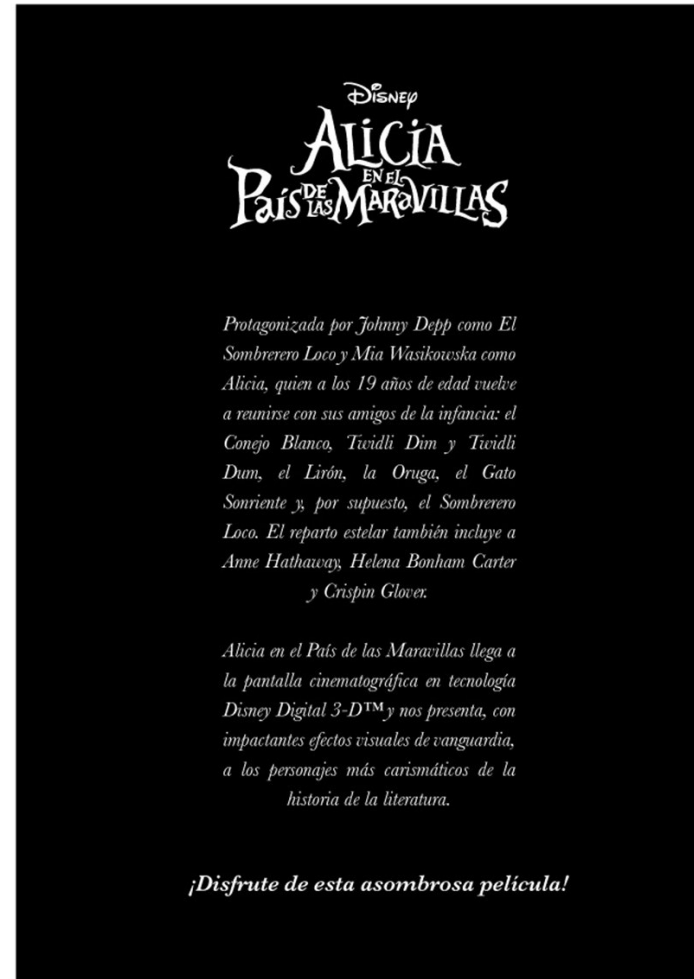 Disney
ALICIA
EN EL
País DE LAS MARAVILLAS
Protagonizada por Johnny Depp como El
Sombrerero Loco y Mia Wasikowska como
Alicia, quien a los 19 años de edad vuelve
a reunirse con sus amigos de la infancia: el
Conejo Blanco, Twidli Dim y Twidli
Dum, el Lirón, la Oruga, el Gato
Sonriente y, por supuesto, el Sombrerero
Loco. El reparto estelar también incluye a
Anne Hathaway, Helena Bonham Carter
y Crispin Glover.
Alicia en el País de las Maravillas llega a
la pantalla cinematográfica en tecnología
Disney Digital 3-D™ y nos presenta, con
impactantes efectos visuales de vanguardia,
a los personajes más carismáticos de la
historia de la literatura.
¡Disfrute de esta asombrosa película!